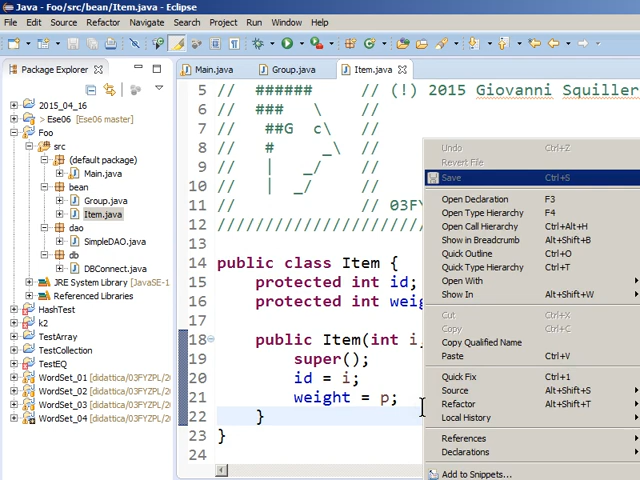 Java - Foo/src/bean/Item.java - Eclipse
File Edit Source Refactor Navigate Search Project Run Window Help
Package Explorer
2015_04_16
> Ese06 [Ese06 master]
Foo
src
(default package)
Main.java
bean
Group.java
Item.java
dao
SimpleDAO.java
db
DBConnect.java
JRE System Library [JavaSE-1
Referenced Libraries
HashTest
k2
TestArray
TestCollection
TestEQ
WordSet_01 [didattica/03FYZPL/20
WordSet_02 [didattica/03FYZPL/20
WordSet_03 [didattica/03FYZPL/20
WordSet_04 [didattica/03FYZPL/20
Main.java Group.java Item.java
5 // ###### // (!) 2015 Giovanni Squiller
6 // ### \ //
7 // ##G c\ //
8 // # _\ //
9 // | _/ //
10 // | _/ //
11 // // 03FY
12 ///////////////////////
13
14 public class Item {
15 protected int id;
16 protected int weig
17
18 public Item(int i,
19 super();
20 id = i;
21 weight = p;
22 }
23 }
24
Undo Ctrl+Z
Revert File
Save Ctrl+S
Open Declaration F3
Open Type Hierarchy F4
Open Call Hierarchy Ctrl+Alt+H
Show in Breadcrumb Alt+Shift+B
Quick Outline Ctrl+O
Quick Type Hierarchy Ctrl+T
Open With
Show In Alt+Shift+W
Cut Ctrl+X
Copy Ctrl+C
Copy Qualified Name
Paste Ctrl+V
Quick Fix Ctrl+1
Source Alt+Shift+S
Refactor Alt+Shift+T
Local History
References
Declarations
Add to Snippets...